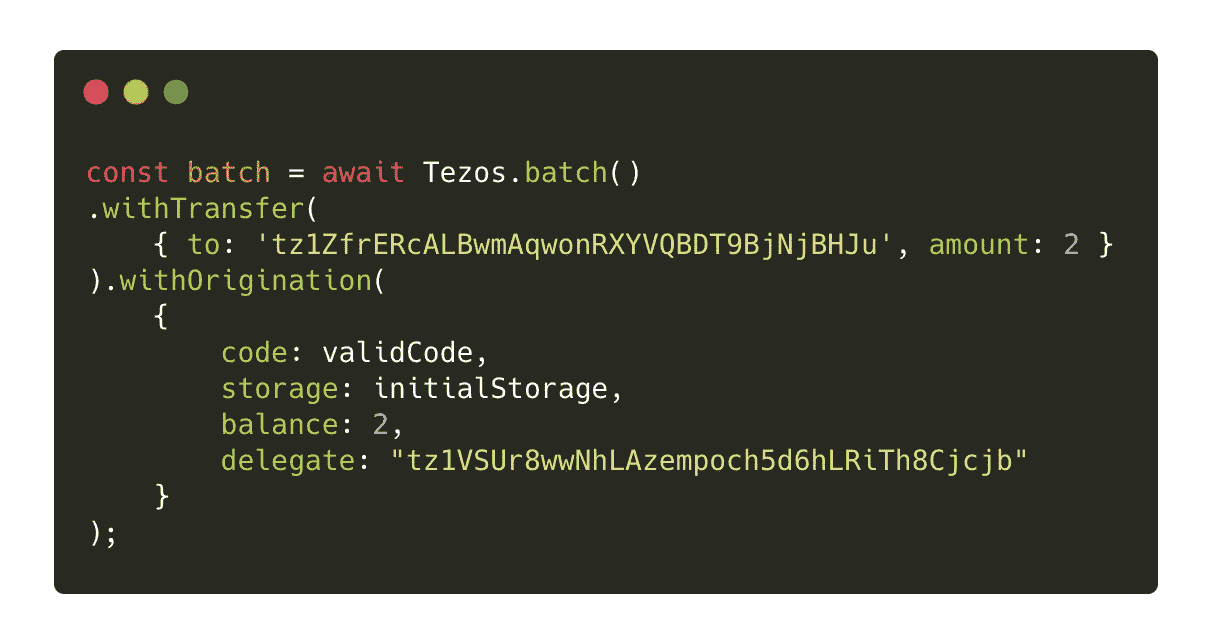 const batch = await Tezos.batch()
.withTransfer(
    { to: 'tz1ZfrERcALBwmAqwonRXYVQBDT9BjNjBHJu', amount: 2 }
).withOrigination(
    {
        code: validCode,
        storage: initialStorage,
        balance: 2,
        delegate: "tz1VSUr8wwNhLAzempoch5d6hLRiTh8Cjcjb"
    }
);